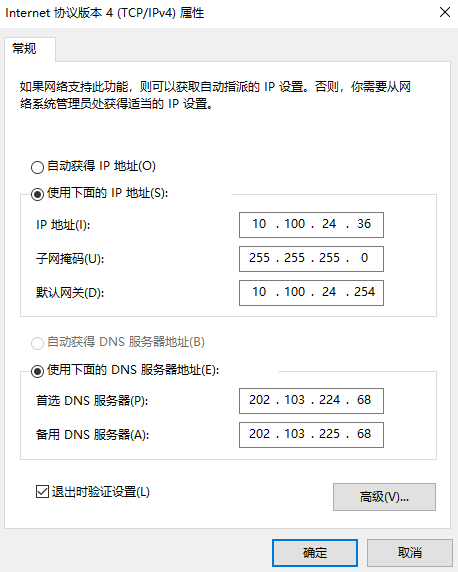 Internet 协议版本 4 (TCP/IPv4) 属性
常规
如果网络支持此功能，则可以获取自动指派的 IP 设置。否则，你需要从网
络系统管理员处获得适当的 IP 设置。
自动获得 IP 地址(O)
使用下面的 IP 地址(S):
IP 地址(I): 10 . 100 . 24 . 36
子网掩码(U): 255 . 255 . 255 . 0
默认网关(D): 10 . 100 . 24 . 254
自动获得 DNS 服务器地址(B)
使用下面的 DNS 服务器地址(E):
首选 DNS 服务器(P): 202 . 103 . 224 . 68
备用 DNS 服务器(A): 202 . 103 . 225 . 68
退出时验证设置(L)
高级(V)...
确定 取消